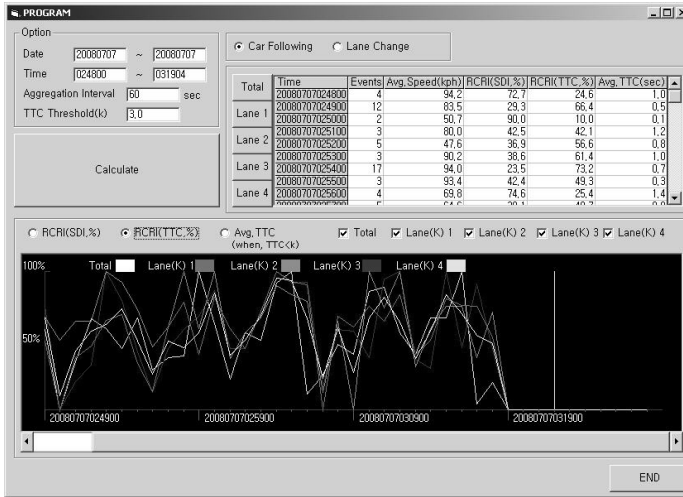 PROGRAM
Option
Date 20080707 ~ 20080707
Time 024800 ~ 031904
Aggregation Interval 60 sec
TTC Threshold(k) 3,0
Calculate
Car Following Lane Change
Total
Lane 1
Lane 2
Lane 3
Lane 4
Time Events Avg,Speed(kph) RCRI(SDI,%) RCRI(TTC,%) Avg,TTC(sec)
20080707024800 4 94,2 72,7 24,6 1,0
20080707024900 12 83,5 29,3 66,4 0,5
20080707025000 2 50,7 90,0 10,0 0,1
20080707025100 3 80,0 42,5 42,1 1,2
20080707025200 5 47,6 36,9 56,6 0,8
20080707025300 3 90,2 38,6 61,4 1,0
20080707025400 17 94,0 23,5 73,2 0,7
20080707025500 3 93,4 42,4 49,3 0,3
20080707025600 4 69,8 74,6 25,4 1,4
RCRI(SDI,%) RCRI(TTC,%) Avg,TTC Total Lane(K) 1 Lane(K) 2 Lane(K) 3 Lane(K) 4
(when, TTC<k)
100% Total Lane(K) 1 Lane(K) 2 Lane(K) 3 Lane(K) 4
50%
20080707024900 20080707025900 20080707030900 20080707031900
END